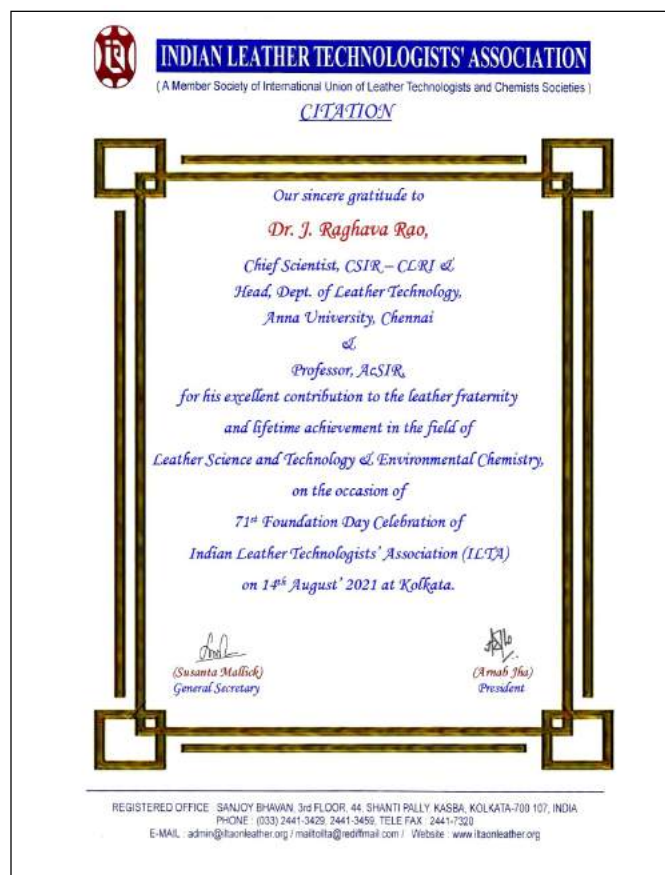 INDIAN LEATHER TECHNOLOGISTS' ASSOCIATION
( A Member Society of International Union of Leather Technologists and Chemists Societies )
CITATION
Our sincere gratitude to
Dr. J. Raghava Rao,
Chief Scientist, CSIR – CLRI &
Head, Dept. of Leather Technology,
Anna University, Chennai
&
Professor, AcSIR,
for his excellent contribution to the leather fraternity
and lifetime achievement in the field of
Leather Science and Technology & Environmental Chemistry,
on the occasion of
71st Foundation Day Celebration of
Indian Leather Technologists' Association (ILTA)
on 14th August' 2021 at Kolkata.
(Susanta Mallick)
General Secretary
(Arnab Jha)
President
REGISTERED OFFICE : SANJOY BHAVAN, 3rd FLOOR, 44, SHANTI PALLY, KASBA, KOLKATA-700 107, INDIA
PHONE : (033) 2441-3429, 2441-3459, TELE FAX : 2441-7320
E-MAIL : admin@iltaonleather.org / mailtoilta@rediffmail.com / Website : www.iltaonleather.org